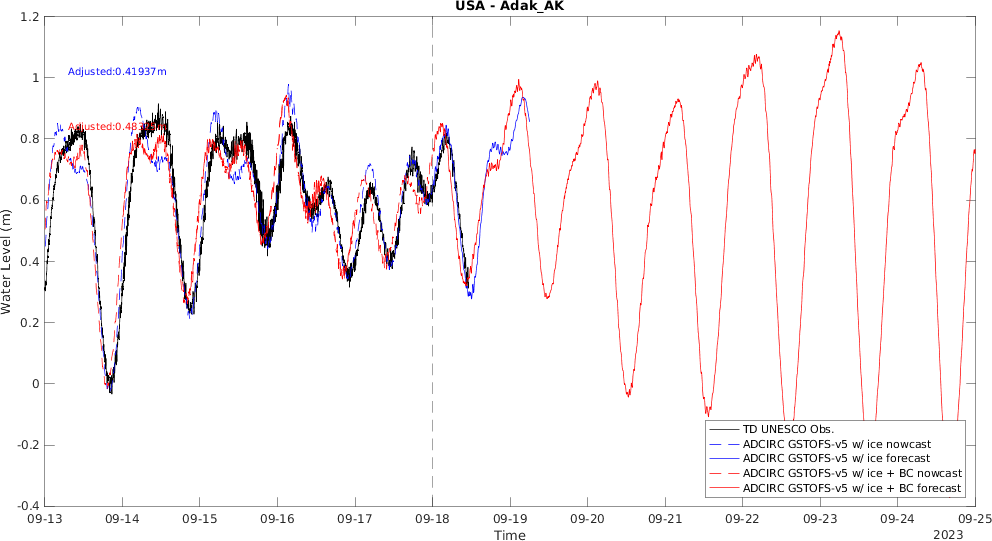 USA - Adak_AK
1.2
1
0.8
0.6
0.4
0.2
0
-0.2
-0.4
Water Level (m)
Adjusted:0.41937m
TD UNESCO Obs.
ADCIRC GSTOFS-v5 w/ ice nowcast
ADCIRC GSTOFS-v5 w/ ice forecast
ADCIRC GSTOFS-v5 w/ ice + BC nowcast
ADCIRC GSTOFS-v5 w/ ice + BC forecast
09-13 09-14 09-15 09-16 09-17 09-18 09-19 09-20 09-21 09-22 09-23 09-24 09-25
Time
2023